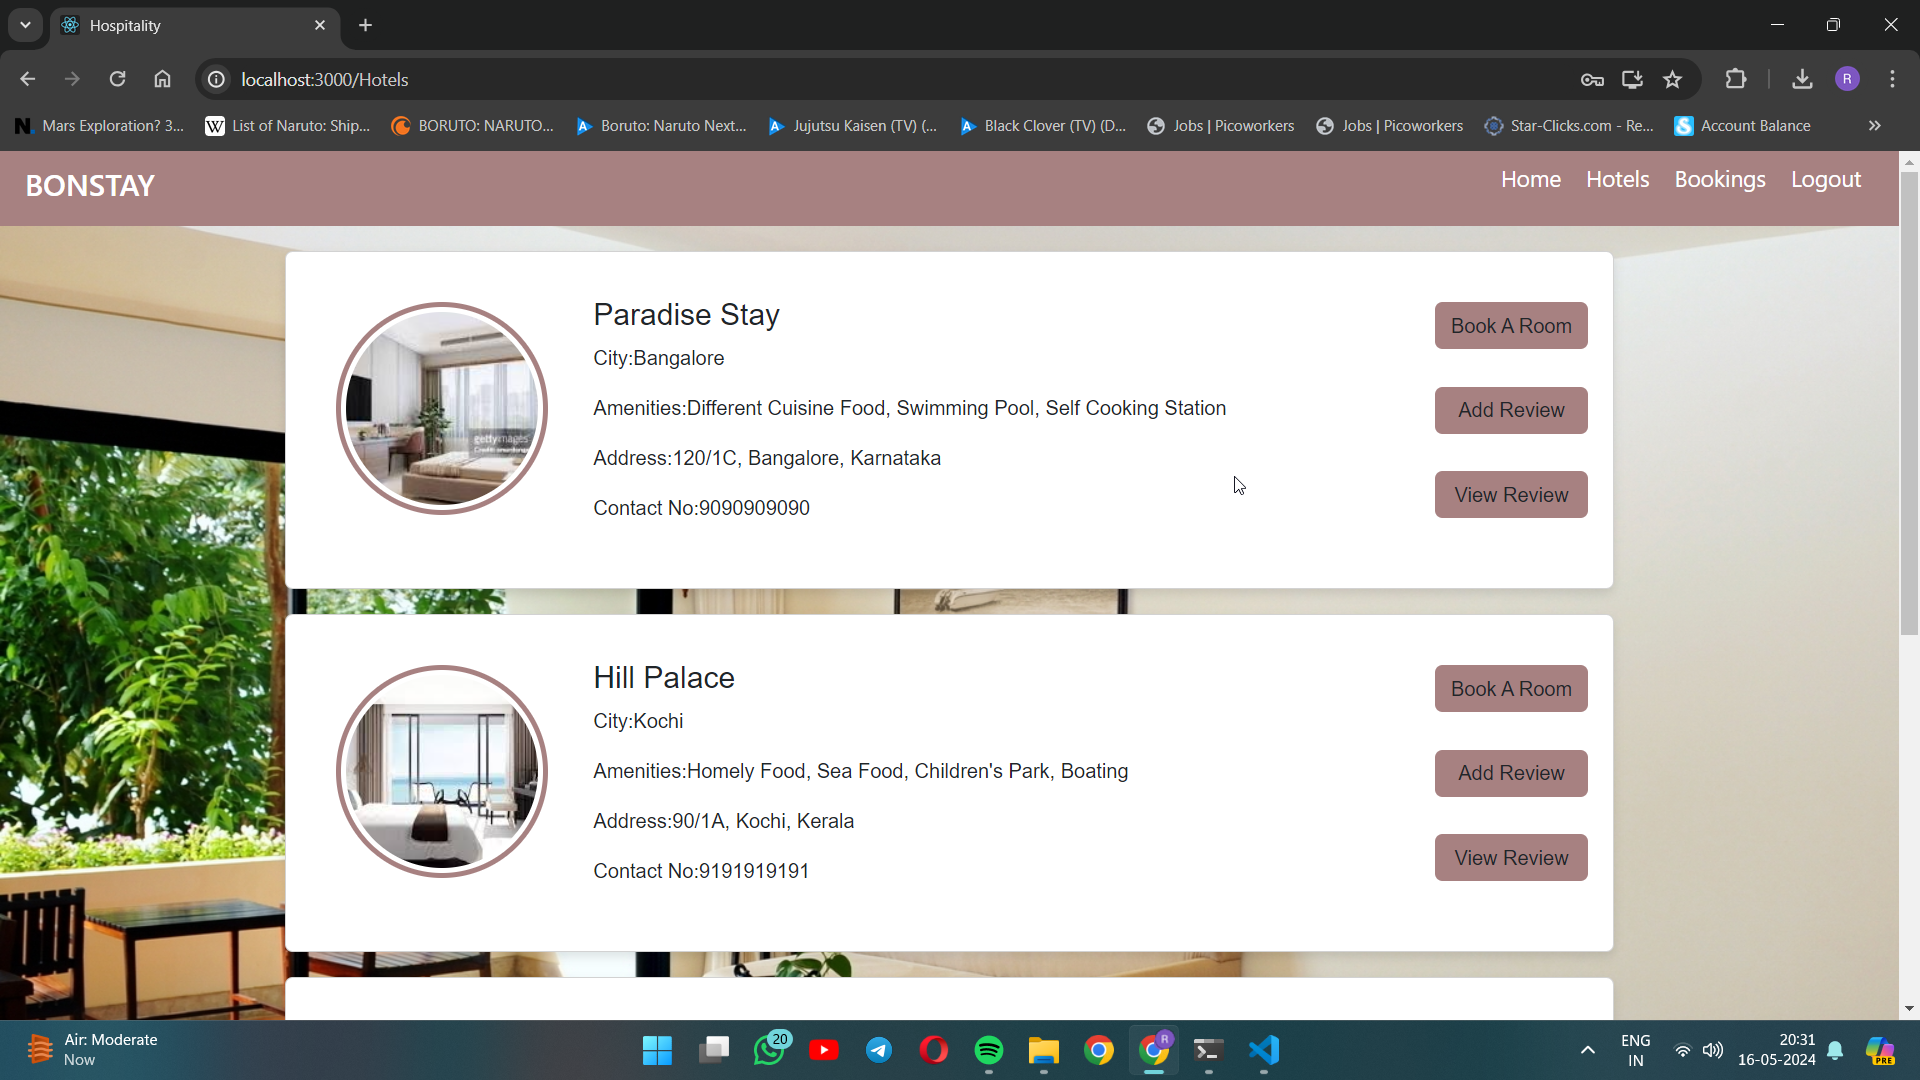 Hospitality
localhost:3000/Hotels
R
Mars Exploration? 3...
List of Naruto: Ship...
BORUTO: NARUTO...
Boruto: Naruto Next...
Jujutsu Kaisen (TV) (...
Black Clover (TV) (D...
Jobs | Picoworkers
Jobs | Picoworkers
Star-Clicks.com - Re...
Account Balance
BONSTAY
Home
Hotels
Bookings
Logout
Paradise Stay
City:Bangalore
Amenities:Different Cuisine Food, Swimming Pool, Self Cooking Station
Address:120/1C, Bangalore, Karnataka
Contact No:9090909090
gettyimages
Book A Room
Add Review
View Review
Hill Palace
City:Kochi
Amenities:Homely Food, Sea Food, Children's Park, Boating
Address:90/1A, Kochi, Kerala
Contact No:9191919191
Book A Room
Add Review
View Review
Air: Moderate
Now
20
R
ENG
IN
20:31
16-05-2024
PRE